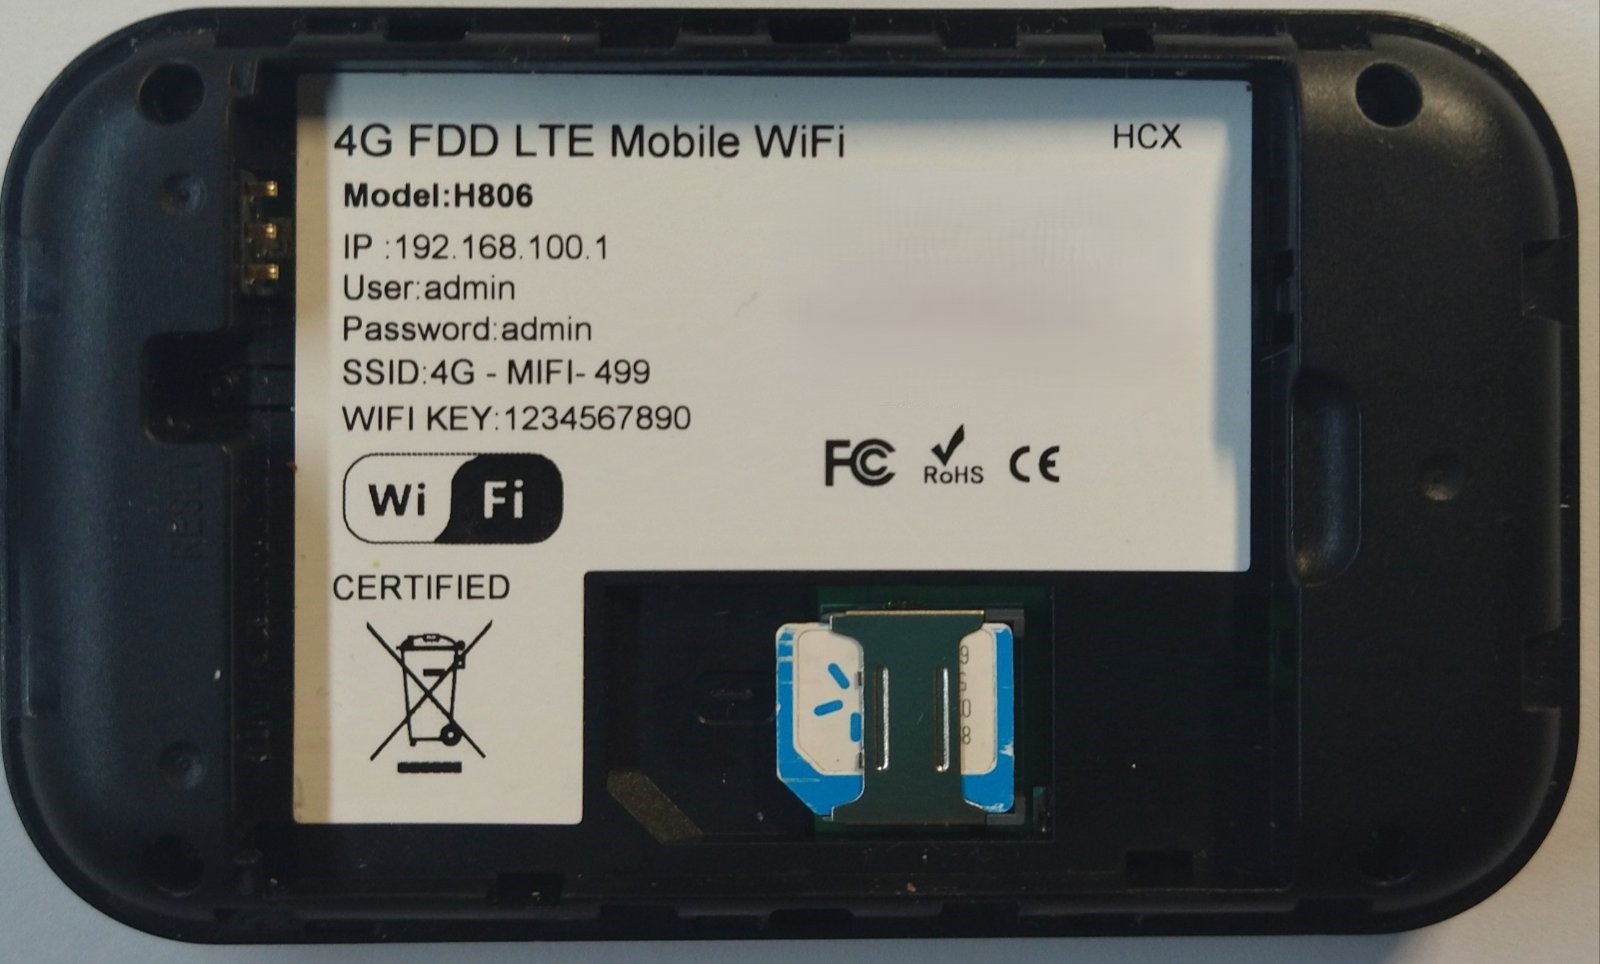 4G FDD LTE Mobile WiFi
HCX
Model:H806
IP :192.168.100.1
User:admin
Password:admin
SSID:4G - MIFI- 499
WIFI KEY:1234567890
Wi Fi
FC RoHS CE
CERTIFIED
RESET